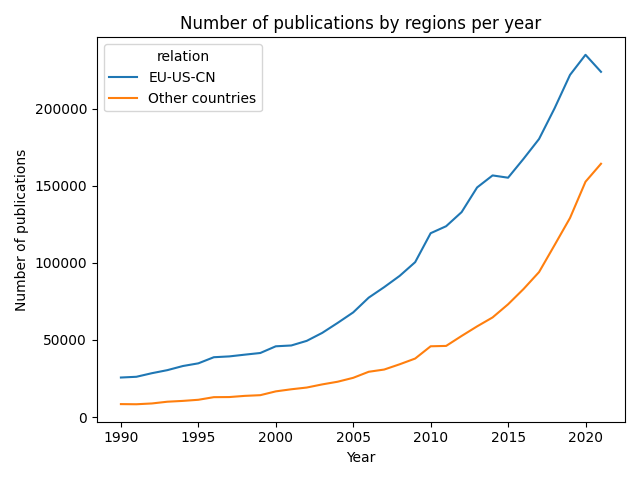 Number of publications by regions per year
relation
EU-US-CN
Other countries
Number of publications
200000
150000
100000
50000
0
1990 1995 2000 2005 2010 2015 2020
Year